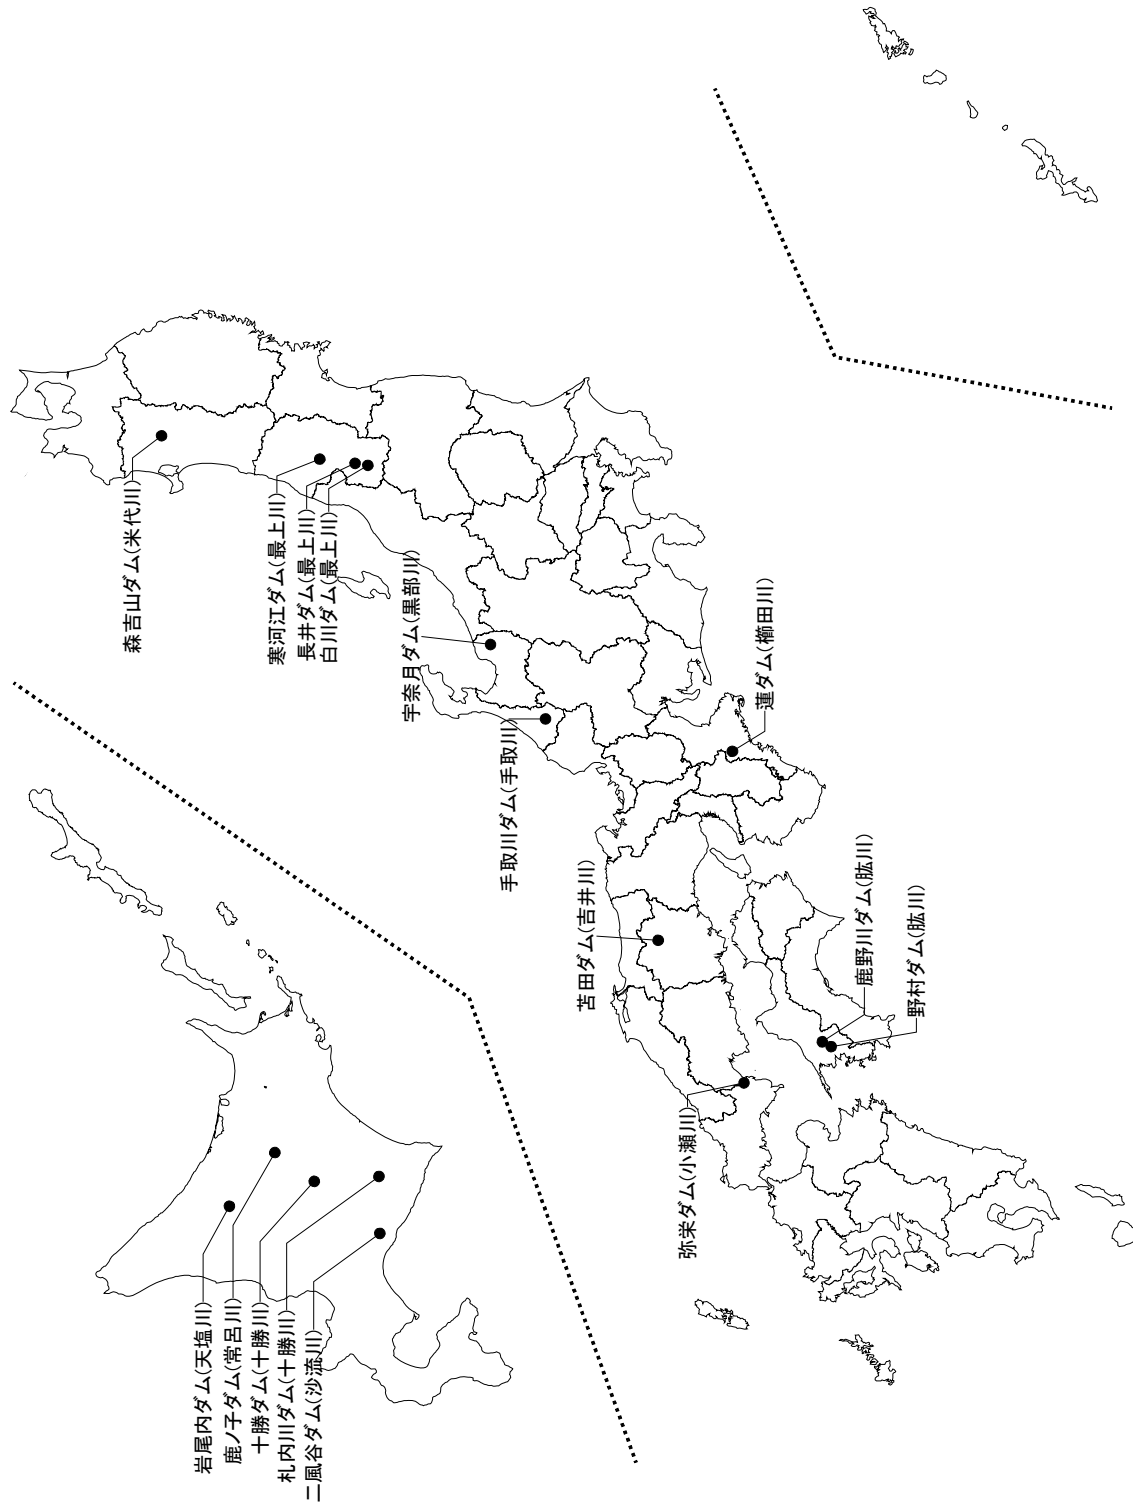 岩尾内ダム(天塩川)
鹿ノ子ダム(常呂川)
十勝ダム(十勝川)
札内川ダム(十勝川)
二風谷ダム(沙流川)
森吉山ダム(米代川)
寒河江ダム(最上川)
長井ダム(最上川)
白川ダム(最上川)
宇奈月ダム(黒部川)
手取川ダム(手取川)
蓮ダム(櫛田川)
苫田ダム(吉井川)
弥栄ダム(小瀬川)
鹿野川ダム(肱川)
野村ダム(肱川)